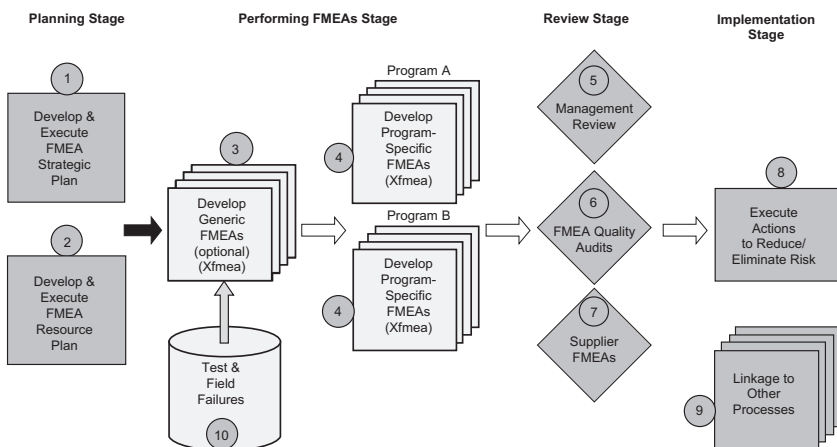 Planning Stage
Performing FMEAs Stage
Review Stage
Implementation
Stage
1
Develop &
Execute
FMEA
Strategic
Plan
2
Develop &
Execute
FMEA
Resource
Plan
3
Develop
Generic
FMEAs
(optional)
(Xfmea)
Test &
Field
Failures
10
Program A
4
Develop
Program-
Specific
FMEAs
(Xfmea)
Program B
4
Develop
Program-
Specific
FMEAs
(Xfmea)
5
Management
Review
6
FMEA Quality
Audits
7
Supplier
FMEAs
8
Execute
Actions
to Reduce/
Eliminate Risk
9
Linkage to
Other
Processes